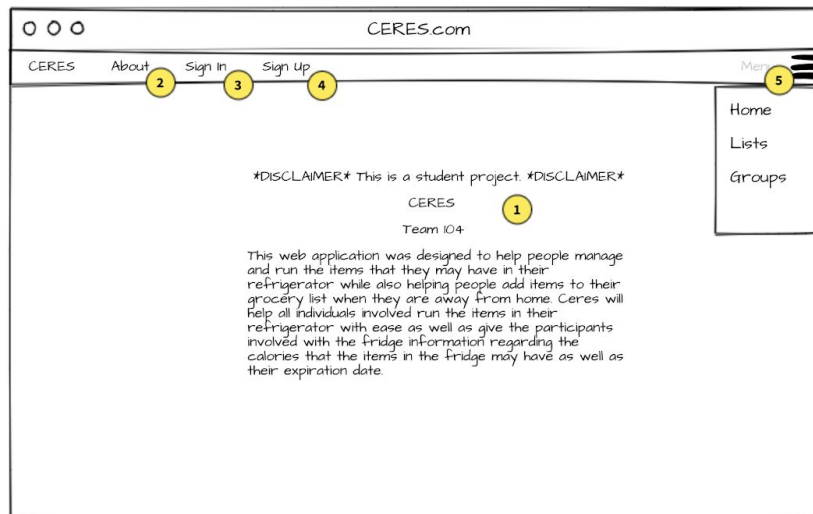 CERES.com
CERES About Sign In Sign Up Menu
2 3 4 5
Home
Lists
Groups
*DISCLAIMER* This is a student project. *DISCLAIMER*
CERES 1
Team 104
This web application was designed to help people manage
and run the items that they may have in their
refrigerator while also helping people add items to their
grocery list when they are away from home. Ceres will
help all individuals involved run the items in their
refrigerator with ease as well as give the participants
involved with the fridge information regarding the
calories that the items in the fridge may have as well as
their expiration date.